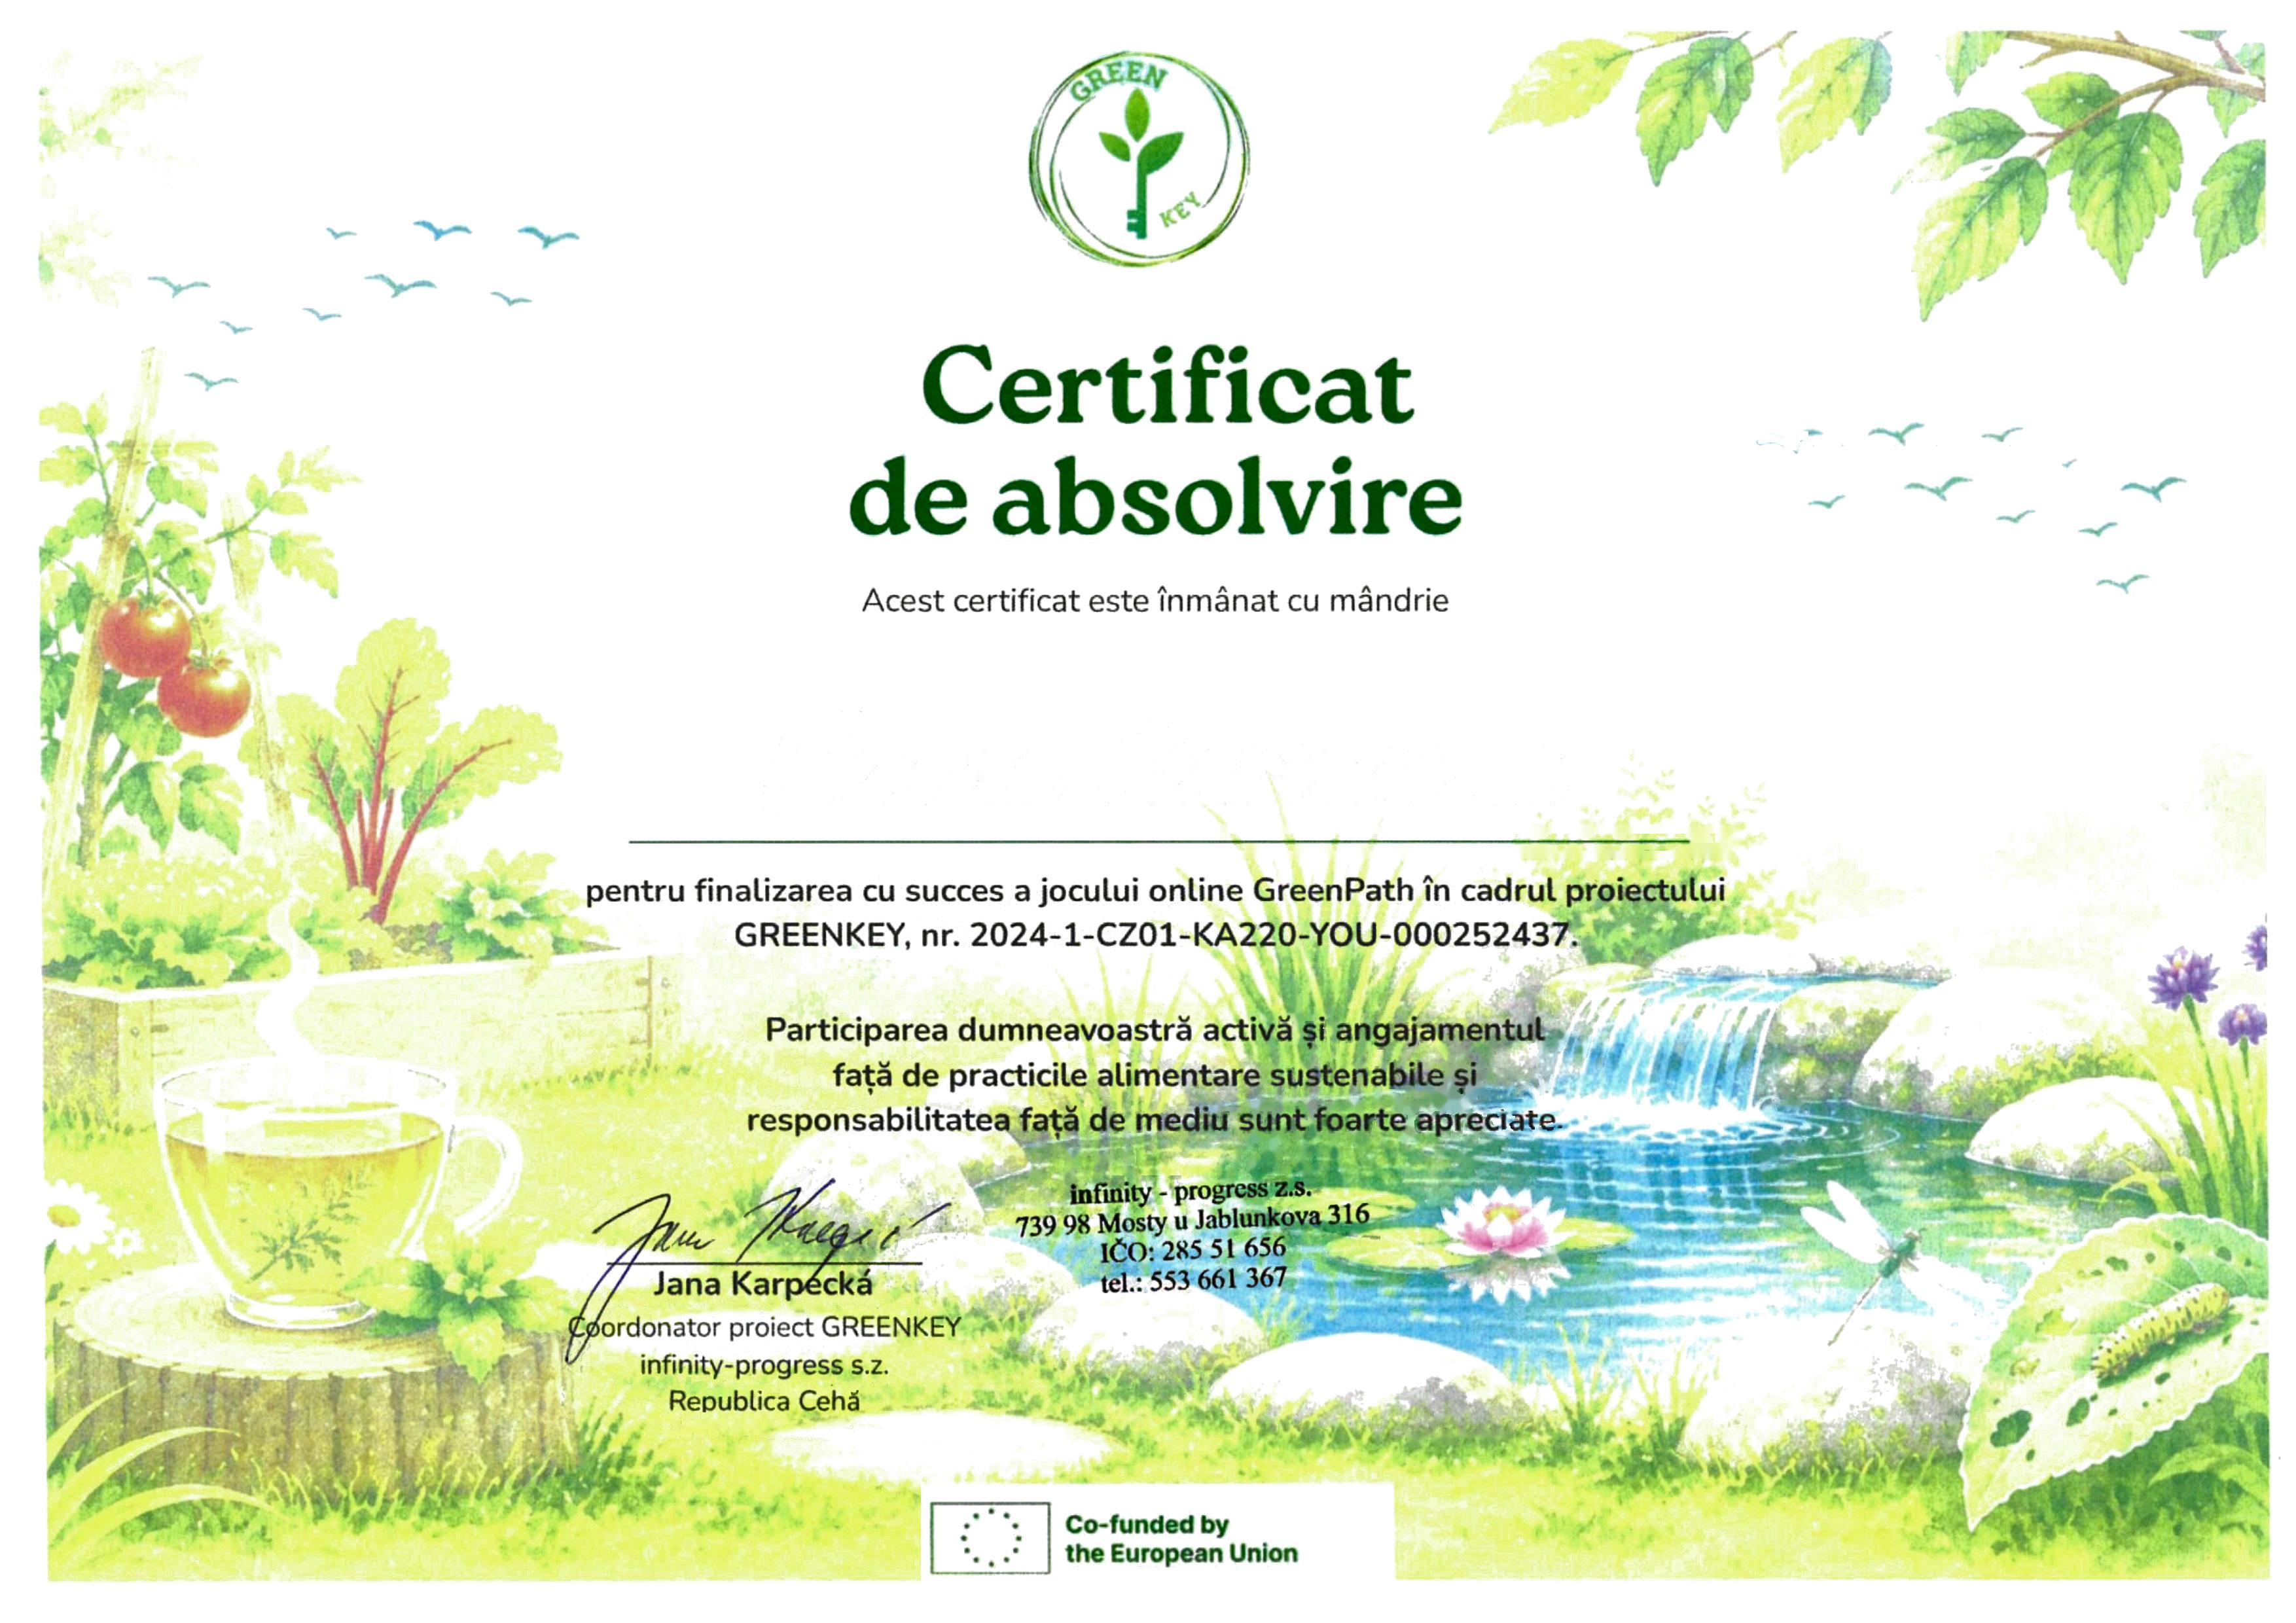 GREEN
KEY
Certificat
de absolvire
Acest certificat este înmânat cu mândrie
pentru finalizarea cu succes a jocului online GreenPath în cadrul proiectului
GREENKEY, nr. 2024-1-CZ01-KA220-YOU-000252437.
Participarea dumneavoastră activă și angajamentul
față de practicile alimentare sustenabile și
responsabilitatea față de mediu sunt foarte apreciate.
infinity - progress z.s.
739 98 Mosty u Jablunkova 316
IČO: 285 51 656
tel.: 553 661 367
Jana Karpecká
Coordonator proiect GREENKEY
infinity-progress s.z.
Republica Cehă
Co-funded by
the European Union